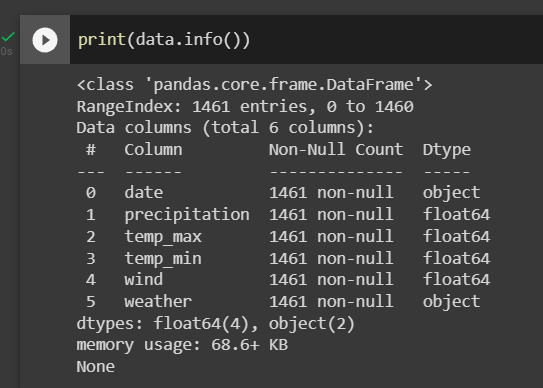 print(data.info())
0s
<class 'pandas.core.frame.DataFrame'>
RangeIndex: 1461 entries, 0 to 1460
Data columns (total 6 columns):
 #   Column         Non-Null Count  Dtype
---  ------         --------------  -----
 0   date           1461 non-null   object
 1   precipitation  1461 non-null   float64
 2   temp_max       1461 non-null   float64
 3   temp_min       1461 non-null   float64
 4   wind           1461 non-null   float64
 5   weather        1461 non-null   object
dtypes: float64(4), object(2)
memory usage: 68.6+ KB
None